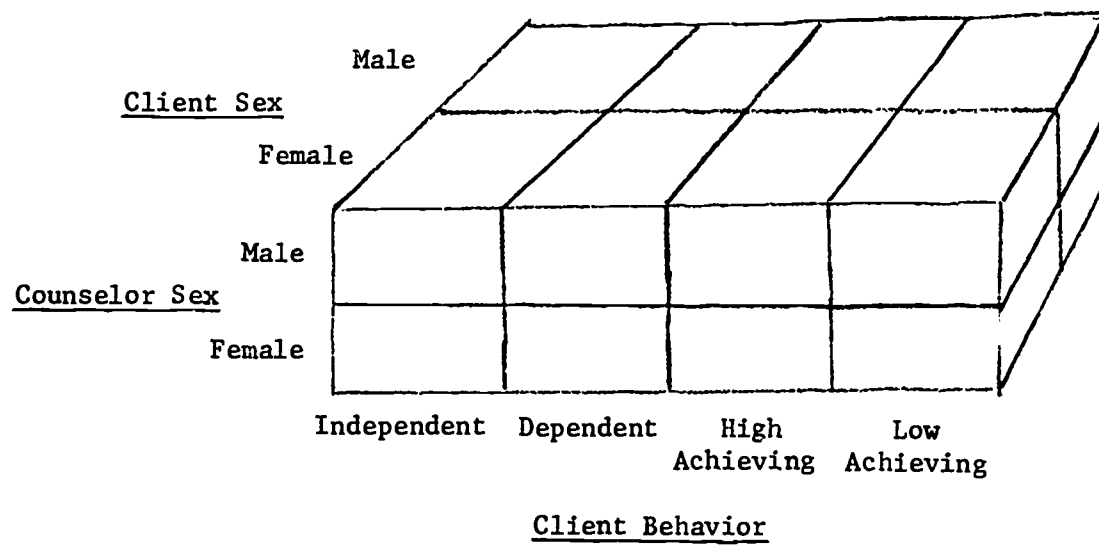 Male
Client Sex
Female
Male
Counselor Sex
Female
Independent Dependent High Low
Achieving Achieving
Client Behavior